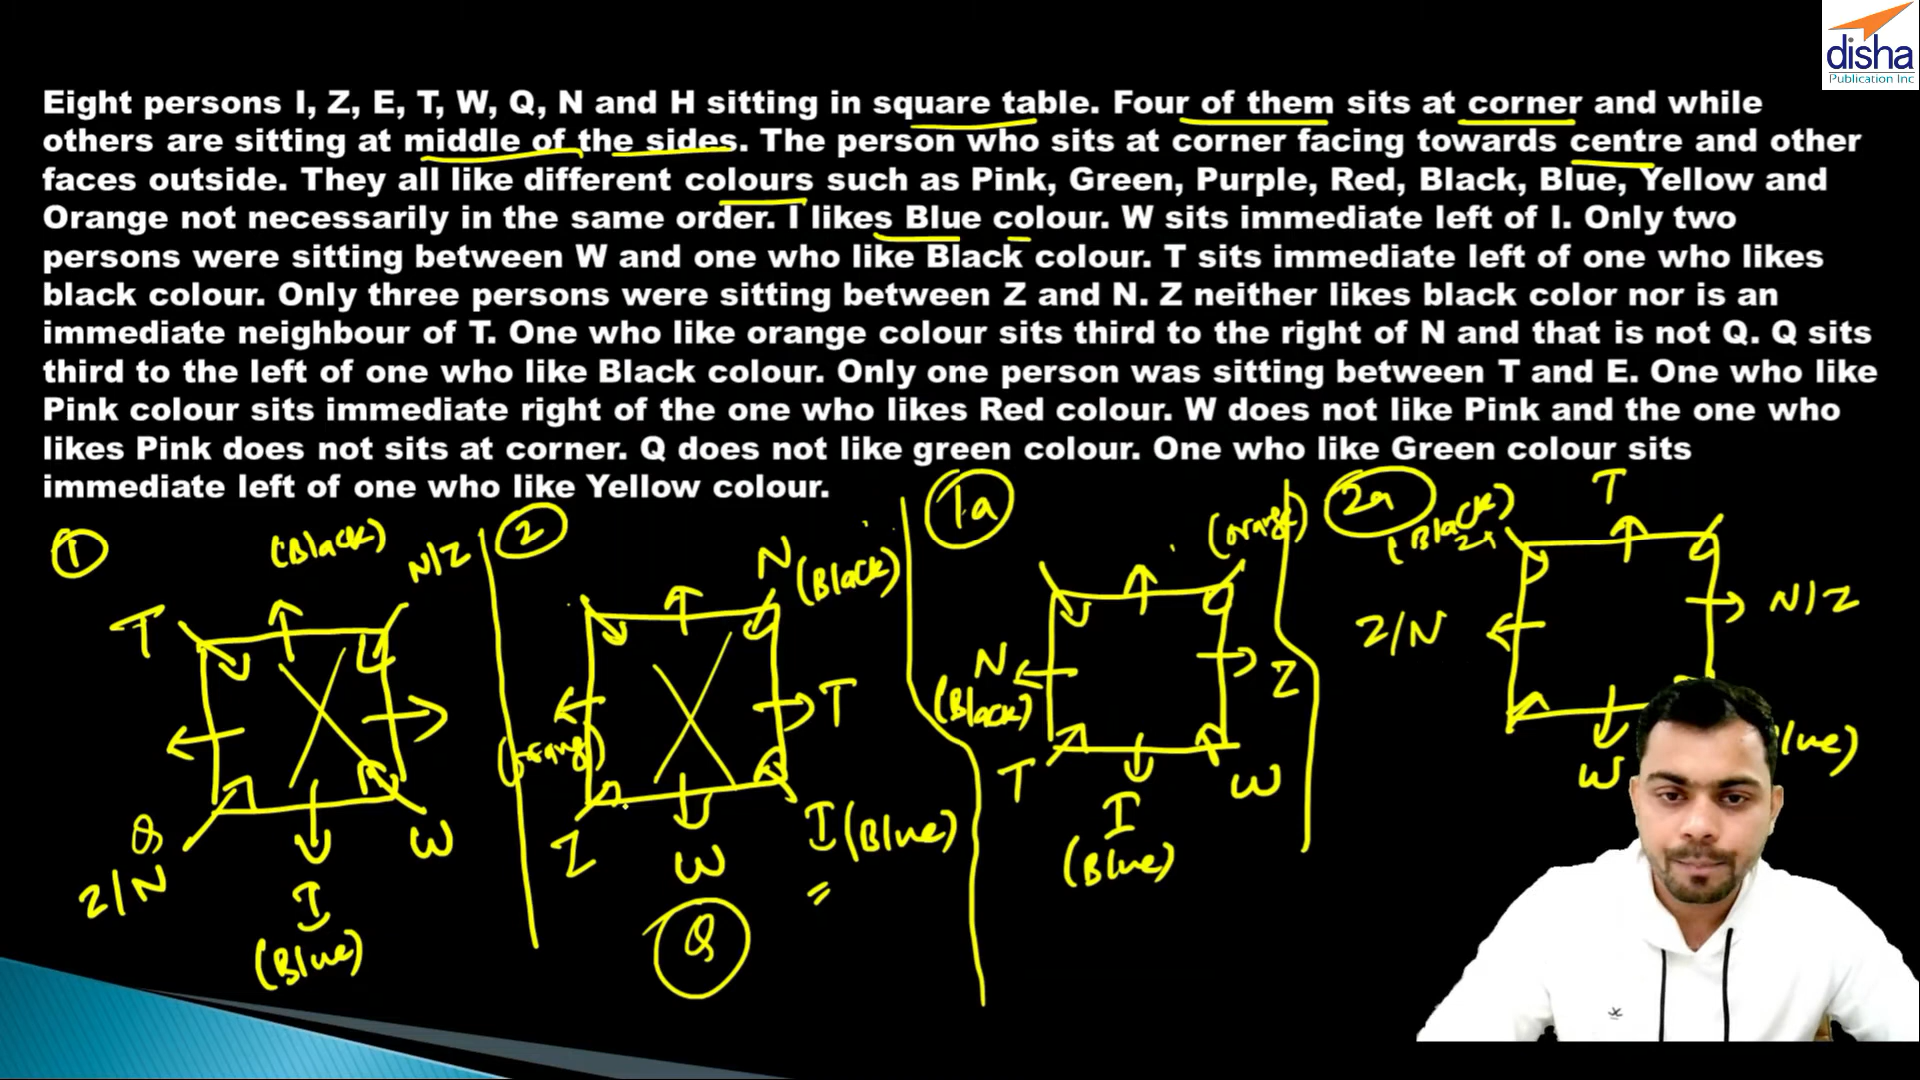 disha
Publication Inc
Eight persons I, Z, E, T, W, Q, N and H sitting in square table. Four of them sits at corner and while
others are sitting at middle of the sides. The person who sits at corner facing towards centre and other
faces outside. They all like different colours such as Pink, Green, Purple, Red, Black, Blue, Yellow and
Orange not necessarily in the same order. I likes Blue colour. W sits immediate left of I. Only two
persons were sitting between W and one who like Black colour. T sits immediate left of one who likes
black colour. Only three persons were sitting between Z and N. Z neither likes black color nor is an
immediate neighbour of T. One who like orange colour sits third to the right of N and that is not Q. Q sits
third to the left of one who like Black colour. Only one person was sitting between T and E. One who like
Pink colour sits immediate right of the one who likes Red colour. W does not like Pink and the one who
likes Pink does not sits at corner. Q does not like green colour. One who like Green colour sits
immediate left of one who like Yellow colour.
1
(Black)
N/Z
T
Q
Z/N
I
(Blue)
W
2
N (Black)
T
(orange)
Z
W
I (Blue)
Q
1a
(orange)
N
(Black)
Z
T
I
(Blue)
W
2a
(Black)
T
Z/N
N/Z
W
lue)